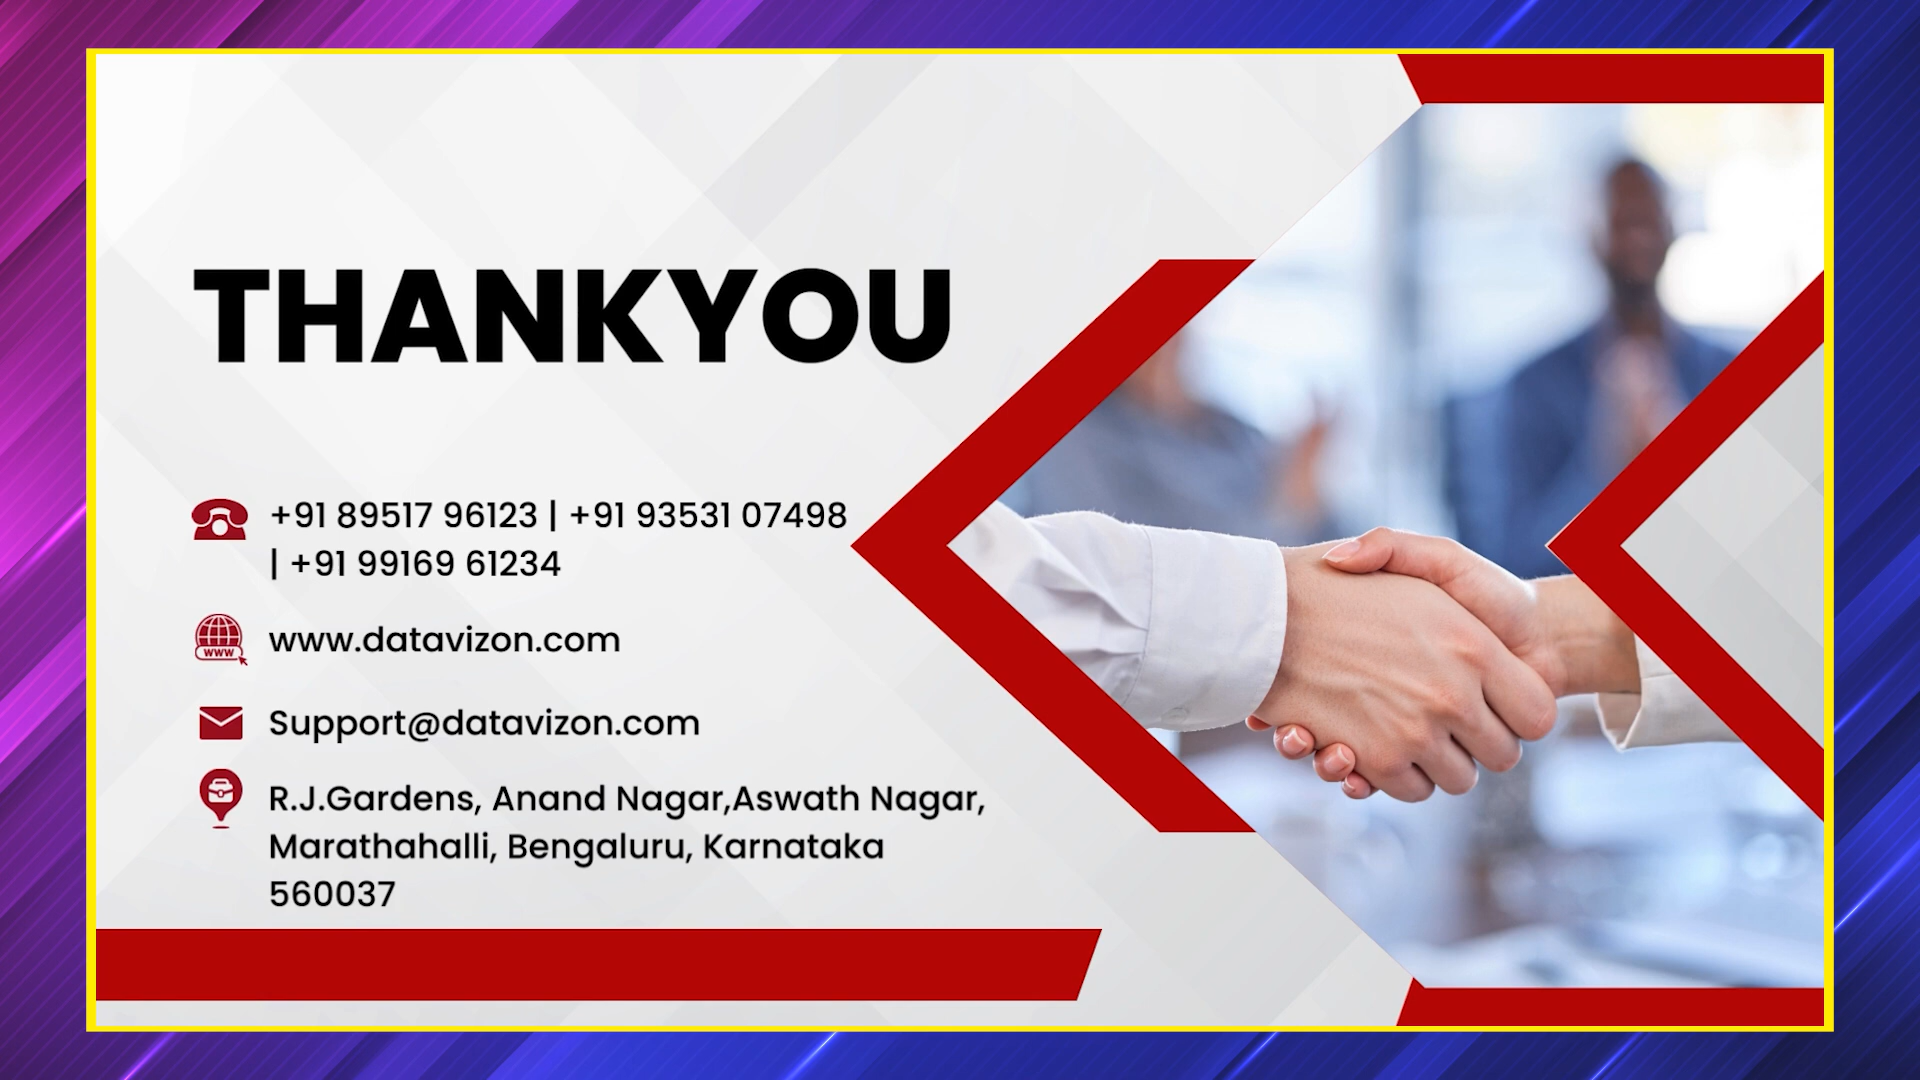 THANKYOU
+91 89517 96123 | +91 93531 07498
| +91 99169 61234
www.datavizon.com
WWW
Support@datavizon.com
R.J.Gardens, Anand Nagar,Aswath Nagar,
Marathahalli, Bengaluru, Karnataka
560037